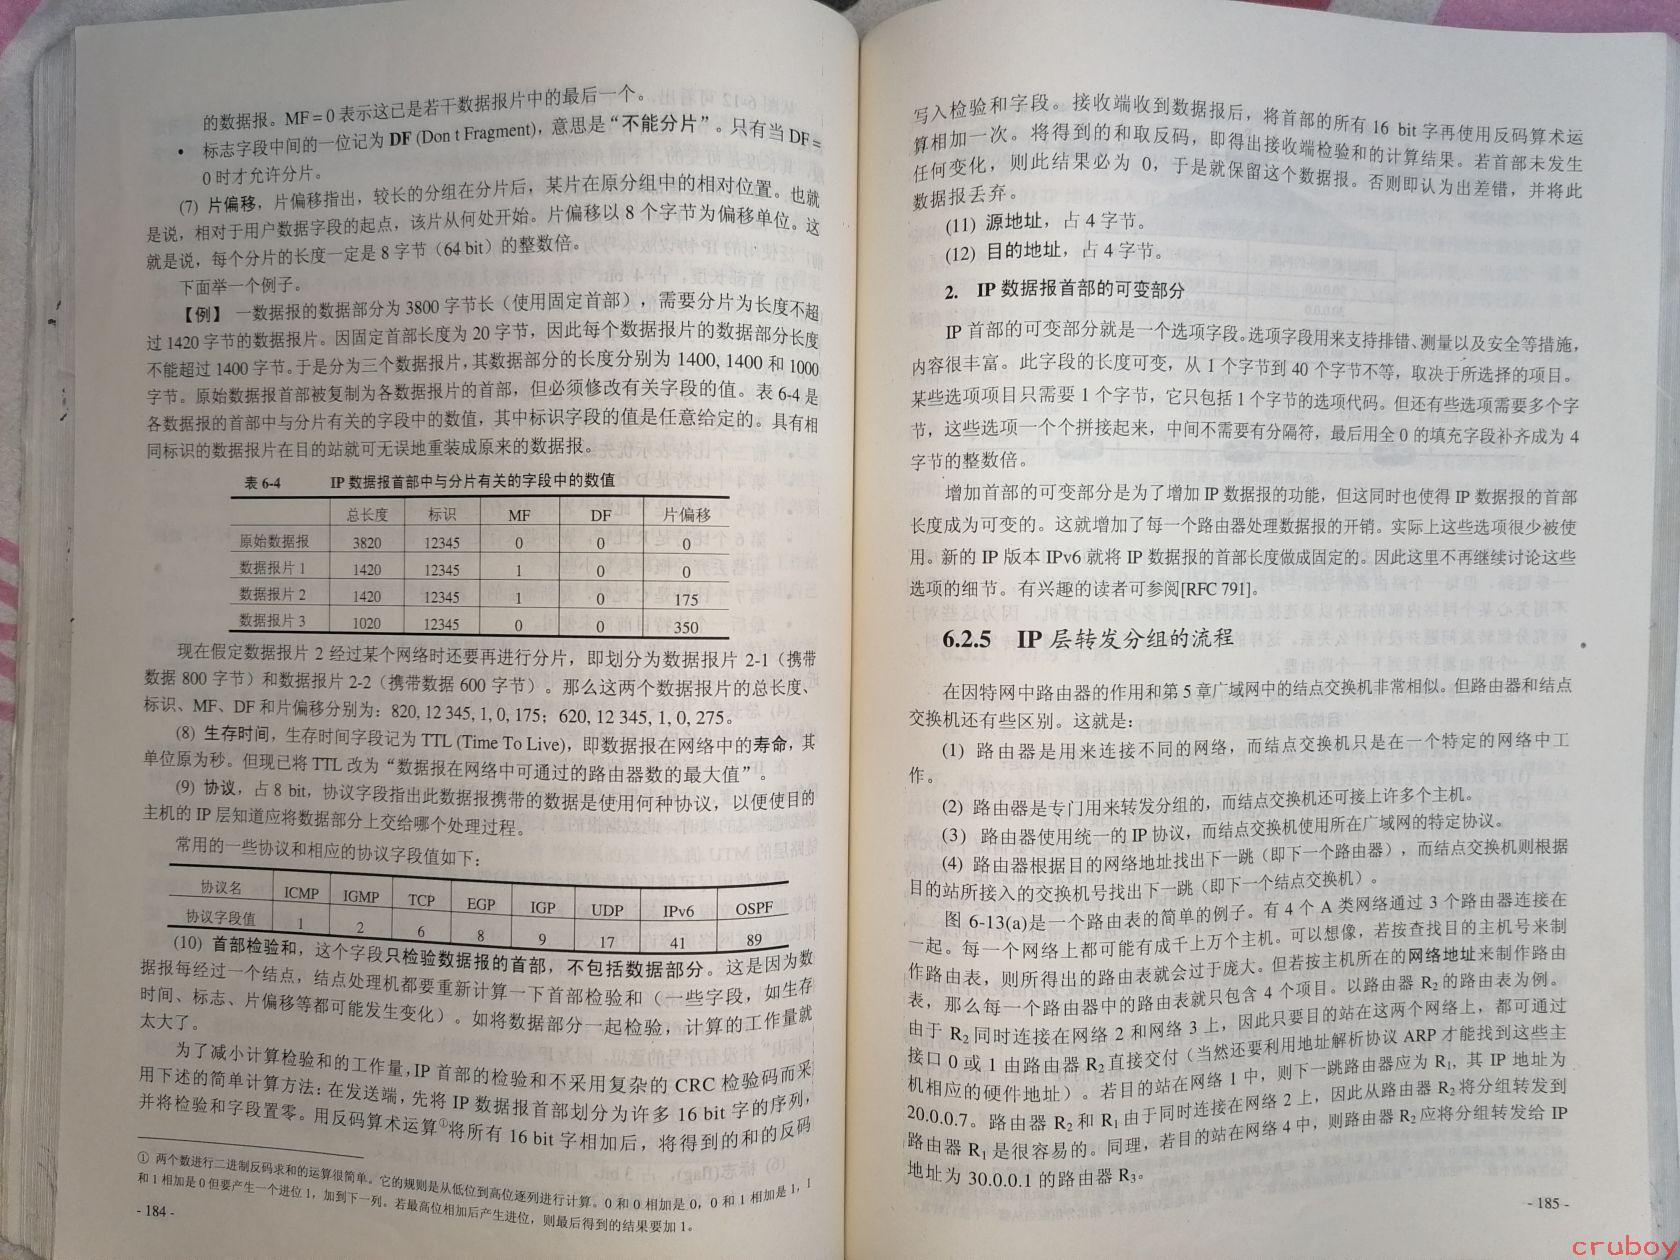 的数据报。MF = 0 表示这已是若干数据报片中的最后一个。
• 标志字段中间的一位记为 DF (Don t Fragment)，意思是“不能分片”。只有当 DF =
0 时才允许分片。
(7) 片偏移，片偏移指出，较长的分组在分片后，某片在原分组中的相对位置。也就
是说，相对于用户数据字段的起点，该片从何处开始。片偏移以 8 个字节为偏移单位。这
就是说，每个分片的长度一定是 8 字节（64 bit）的整数倍。
下面举一个例子。
【例】 一数据报的数据部分为 3800 字节长（使用固定首部），需要分片为长度不超
过 1420 字节的数据报片。因固定首部长度为 20 字节，因此每个数据报片的数据部分长度
不能超过 1400 字节。于是分为三个数据报片，其数据部分的长度分别为 1400, 1400 和 1000
字节。原始数据报首部被复制为各数据报片的首部，但必须修改有关字段的值。表 6-4 是
各数据报的首部中与分片有关的字段中的数值，其中标识字段的值是任意给定的。具有相
同标识的数据报片在目的站就可无误地重装成原来的数据报。
表 6-4 IP 数据报首部中与分片有关的字段中的数值
总长度 标识 MF DF 片偏移
原始数据报 3820 12345 0 0 0
数据报片 1 1420 12345 1 0 0
数据报片 2 1420 12345 1 0 175
数据报片 3 1020 12345 0 0 350
现在假定数据报片 2 经过某个网络时还要再进行分片，即划分为数据报片 2-1（携带
数据 800 字节）和数据报片 2-2（携带数据 600 字节）。那么这两个数据报片的总长度、
标识、MF、DF 和片偏移分别为：820, 12 345, 1, 0, 175；620, 12 345, 1, 0, 275。
(8) 生存时间，生存时间字段记为 TTL (Time To Live)，即数据报在网络中的寿命，其
单位原为秒。但现已将 TTL 改为“数据报在网络中可通过的路由器数的最大值”。
(9) 协议，占 8 bit，协议字段指出此数据报携带的数据是使用何种协议，以便使目的
主机的 IP 层知道应将数据部分上交给哪个处理过程。
常用的一些协议和相应的协议字段值如下：
协议名 ICMP IGMP TCP EGP IGP UDP IPv6 OSPF
协议字段值 1 2 6 8 9 17 41 89
(10) 首部检验和，这个字段只检验数据报的首部，不包括数据部分。这是因为数
据报每经过一个结点，结点处理机都要重新计算一下首部检验和（一些字段，如生存
时间、标志、片偏移等都可能发生变化）。如将数据部分一起检验，计算的工作量就
太大了。
为了减小计算检验和的工作量，IP 首部的检验和不采用复杂的 CRC 检验码而采
用下述的简单计算方法：在发送端，先将 IP 数据报首部划分为许多 16 bit 字的序列，
并将检验和字段置零。用反码算术运算①将所有 16 bit 字相加后，将得到的和的反码
① 两个数进行二进制反码求和的运算很简单。它的规则是从低位到高位逐列进行计算。0 和 0 相加是 0，0 和 1 相加是 1，1
和 1 相加是 0 但要产生一个进位 1，加到下一列。若最高位相加后产生进位，则最后得到的结果要加 1。
- 184 -
写入检验和字段。接收端收到数据报后，将首部的所有 16 bit 字再使用反码算术运
算相加一次。将得到的和取反码，即得出接收端检验和的计算结果。若首部未发生
任何变化，则此结果必为 0，于是就保留这个数据报。否则即认为出差错，并将此
数据报丢弃。
(11) 源地址，占 4 字节。
(12) 目的地址，占 4 字节。
2. IP 数据报首部的可变部分
IP 首部的可变部分就是一个选项字段。选项字段用来支持排错、测量以及安全等措施，
内容很丰富。此字段的长度可变，从 1 个字节到 40 个字节不等，取决于所选择的项目。
某些选项项目只需要 1 个字节，它只包括 1 个字节的选项代码。但还有些选项需要多个字
节，这些选项一个个拼接起来，中间不需要有分隔符，最后用全 0 的填充字段补齐成为 4
字节的整数倍。
增加首部的可变部分是为了增加 IP 数据报的功能，但这同时也使得 IP 数据报的首部
长度成为可变的。这就增加了每一个路由器处理数据报的开销。实际上这些选项很少被使
用。新的 IP 版本 IPv6 就将 IP 数据报的首部长度做成固定的。因此这里不再继续讨论这些
选项的细节。有兴趣的读者可参阅[RFC 791]。
6.2.5 IP 层转发分组的流程
在因特网中路由器的作用和第 5 章广域网中的结点交换机非常相似。但路由器和结点
交换机还有些区别。这就是：
(1) 路由器是用来连接不同的网络，而结点交换机只是在一个特定的网络中工
作。
(2) 路由器是专门用来转发分组的，而结点交换机还可接上许多个主机。
(3) 路由器使用统一的 IP 协议，而结点交换机使用所在广域网的特定协议。
(4) 路由器根据目的网络地址找出下一跳（即下一个路由器），而结点交换机则根据
目的站所接入的交换机号找出下一跳（即下一个结点交换机）。
图 6-13(a)是一个路由表的简单的例子。有 4 个 A 类网络通过 3 个路由器连接在
一起。每一个网络上都可能有成千上万个主机。可以想像，若按查找目的主机号来制
作路由表，则所得出的路由表就会过于庞大。但若按主机所在的网络地址来制作路由
表，那么每一个路由器中的路由表就只包含 4 个项目。以路由器 R₂ 的路由表为例。
由于 R₂ 同时连接在网络 2 和网络 3 上，因此只要目的站在这两个网络上，都可通过
接口 0 或 1 由路由器 R₂ 直接交付（当然还要利用地址解析协议 ARP 才能找到这些主
机相应的硬件地址）。若目的站在网络 1 中，则下一跳路由器应为 R₁，其 IP 地址为
20.0.0.7。路由器 R₂ 和 R₁ 由于同时连接在网络 2 上，因此从路由器 R₂ 将分组转发到
路由器 R₁ 是很容易的。同理，若目的站在网络 4 中，则路由器 R₂ 应将分组转发给 IP
地址为 30.0.0.1 的路由器 R₃。
- 185 -
cruboy